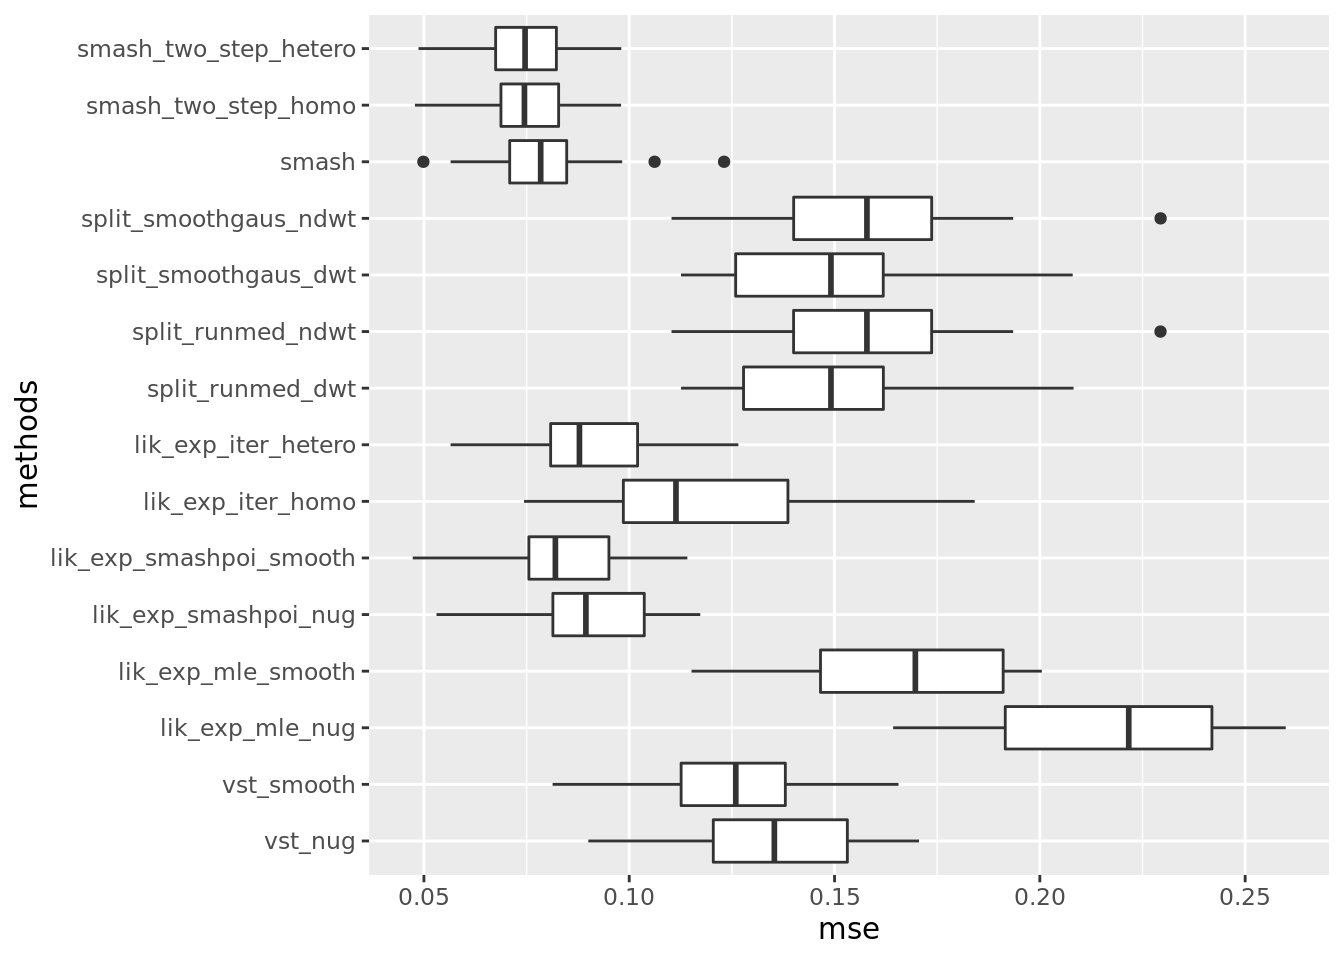 smash_two_step_hetero
smash_two_step_homo
smash
split_smoothgaus_ndwt
split_smoothgaus_dwt
split_runmed_ndwt
split_runmed_dwt
lik_exp_iter_hetero
lik_exp_iter_homo
lik_exp_smashpoi_smooth
lik_exp_smashpoi_nug
lik_exp_mle_smooth
lik_exp_mle_nug
vst_smooth
vst_nug
methods
0.05 0.10 0.15 0.20 0.25
mse